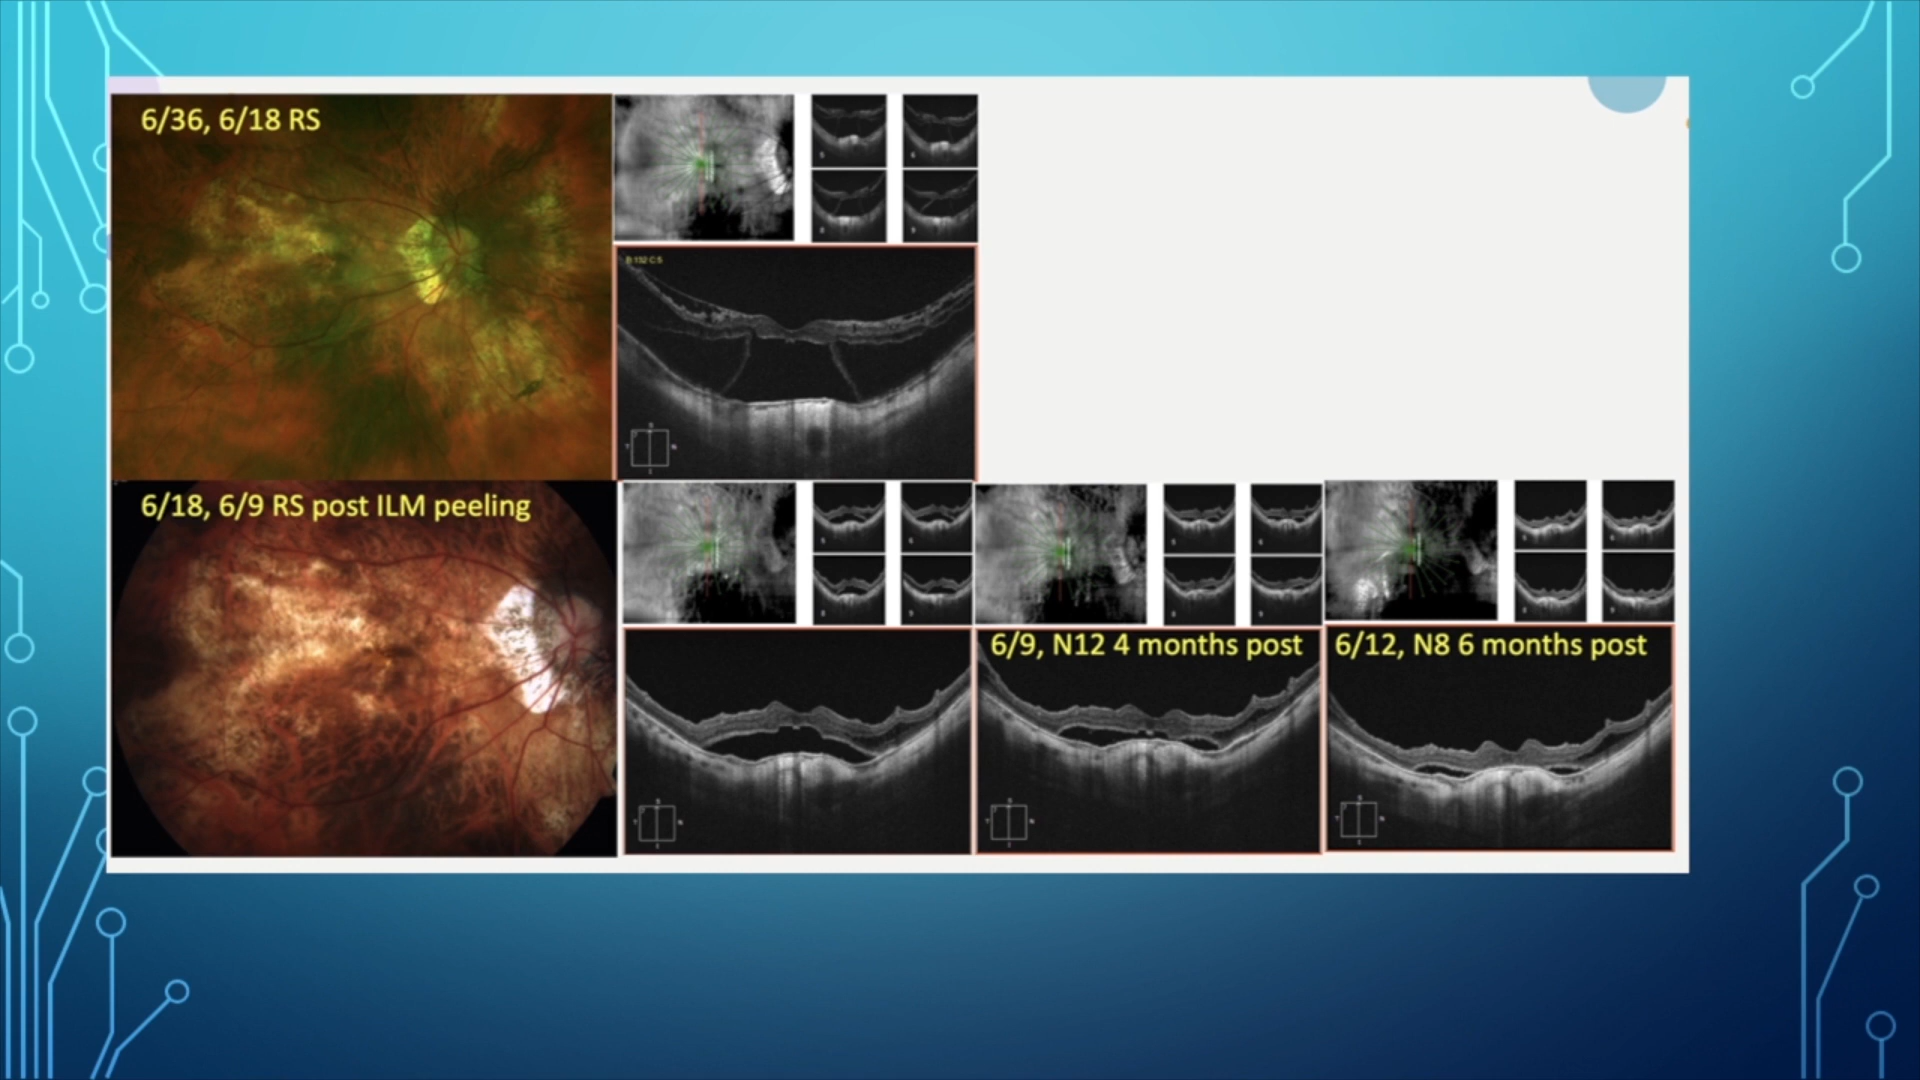 6/36, 6/18 RS
6/18, 6/9 RS post ILM peeling
6/9, N12 4 months post
6/12, N8 6 months post